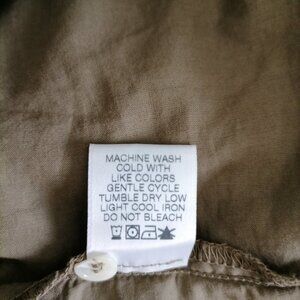 MACHINE WASH
COLD WITH
LIKE COLORS
GENTLE CYCLE
TUMBLE DRY LOW
LIGHT COOL IRON
DO NOT BLEACH